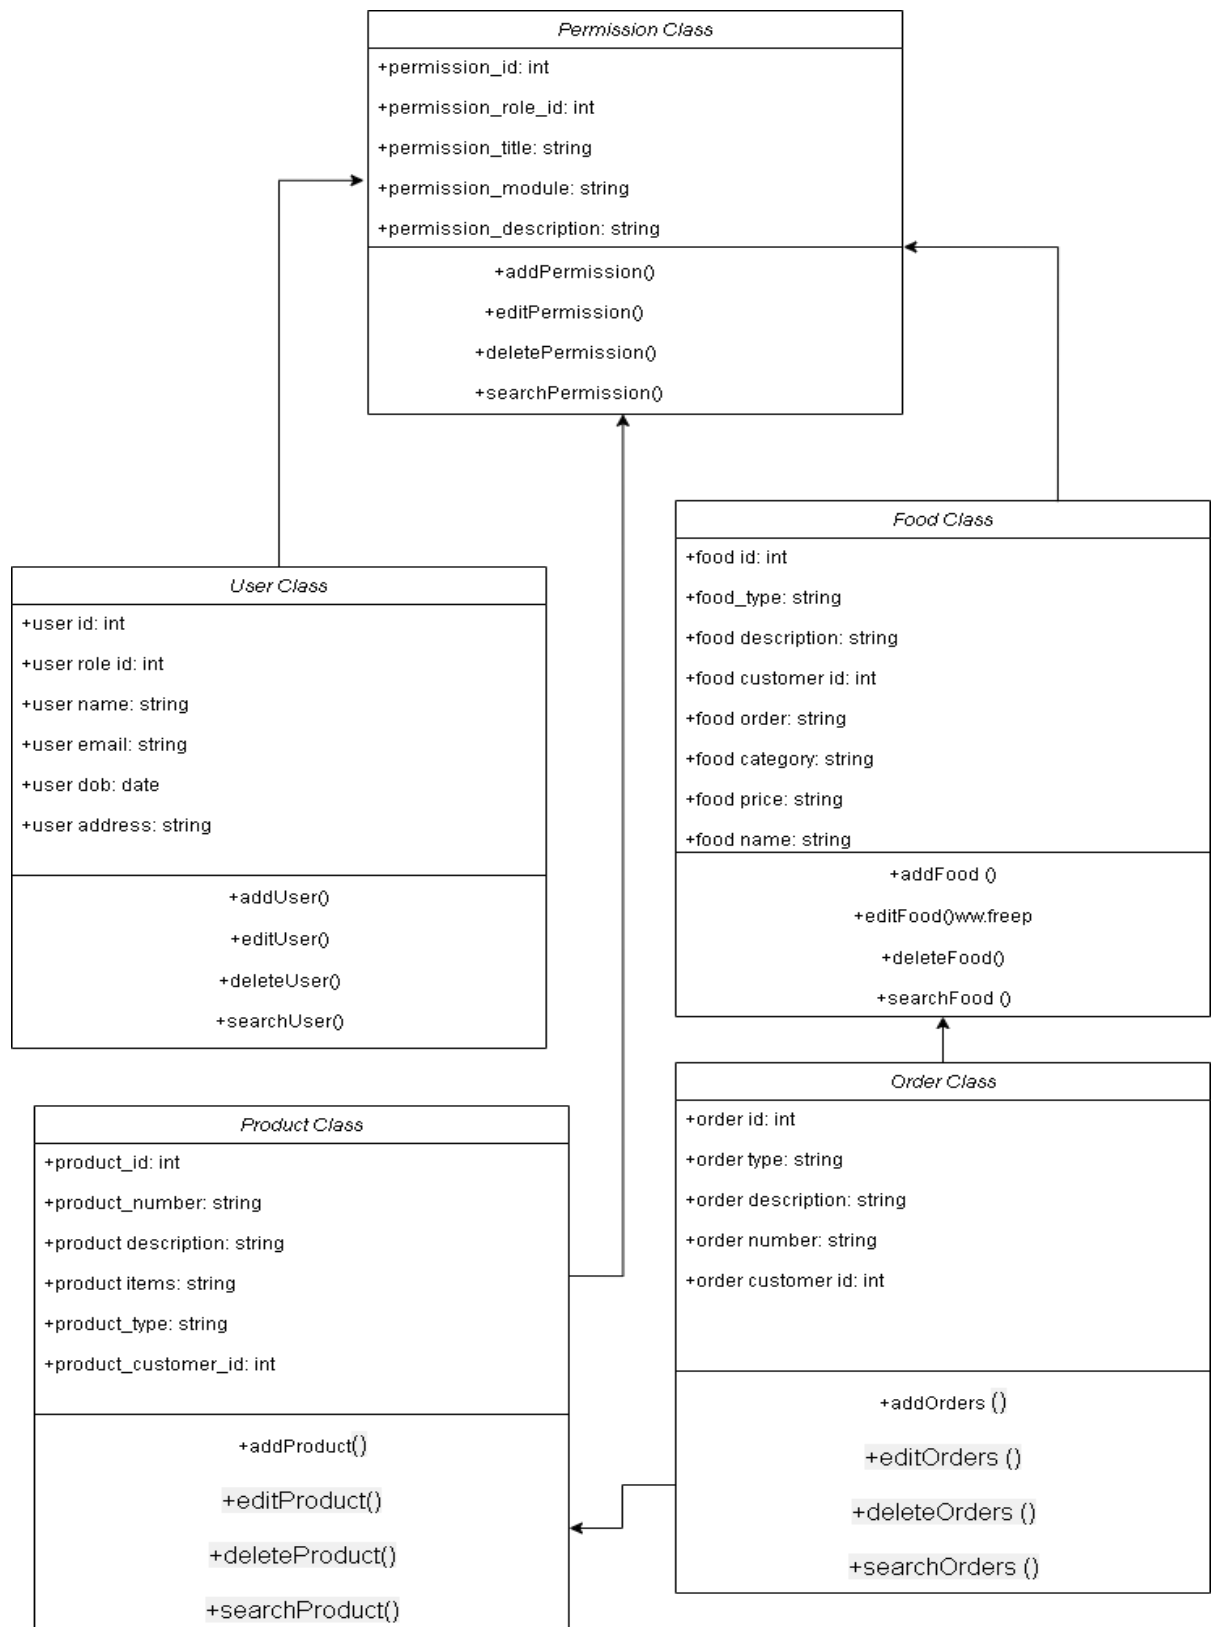 Permission Class
+permission_id: int
+permission_role_id: int
+permission_title: string
+permission_module: string
+permission_description: string
+addPermission()
+editPermission()
+deletePermission()
+searchPermission()
User Class
+user id: int
+user role id: int
+user name: string
+user email: string
+user dob: date
+user address: string
+addUser()
+editUser()
+deleteUser()
+searchUser()
Food Class
+food id: int
+food_type: string
+food description: string
+food customer id: int
+food order: string
+food category: string
+food price: string
+food name: string
+addFood ()
+editFood()ww.freep
+deleteFood()
+searchFood ()
Product Class
+product_id: int
+product_number: string
+product description: string
+product items: string
+product_type: string
+product_customer_id: int
+addProduct()
+editProduct()
+deleteProduct()
+searchProduct()
Order Class
+order id: int
+order type: string
+order description: string
+order number: string
+order customer id: int
+addOrders ()
+editOrders ()
+deleteOrders ()
+searchOrders ()